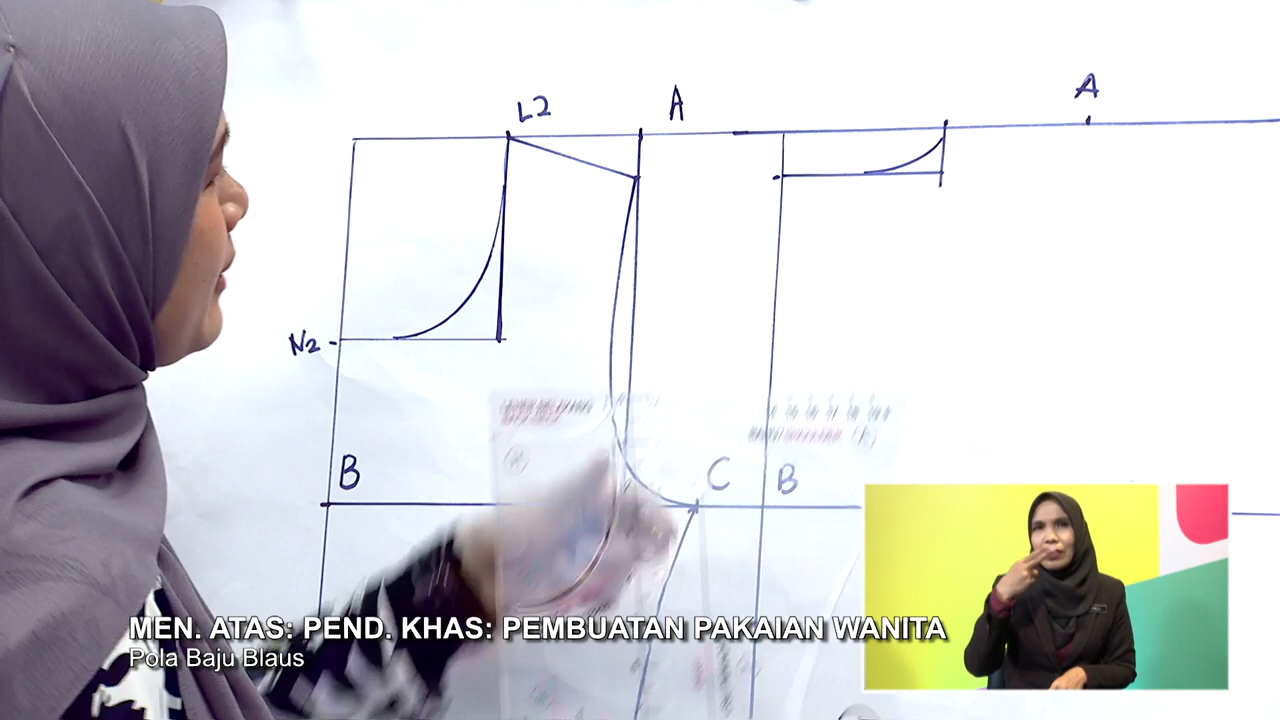 L2
A
A
N2
B
C
B
MEN. ATAS: PEND. KHAS: PEMBUATAN PAKAIAN WANITA
Pola Baju Blaus